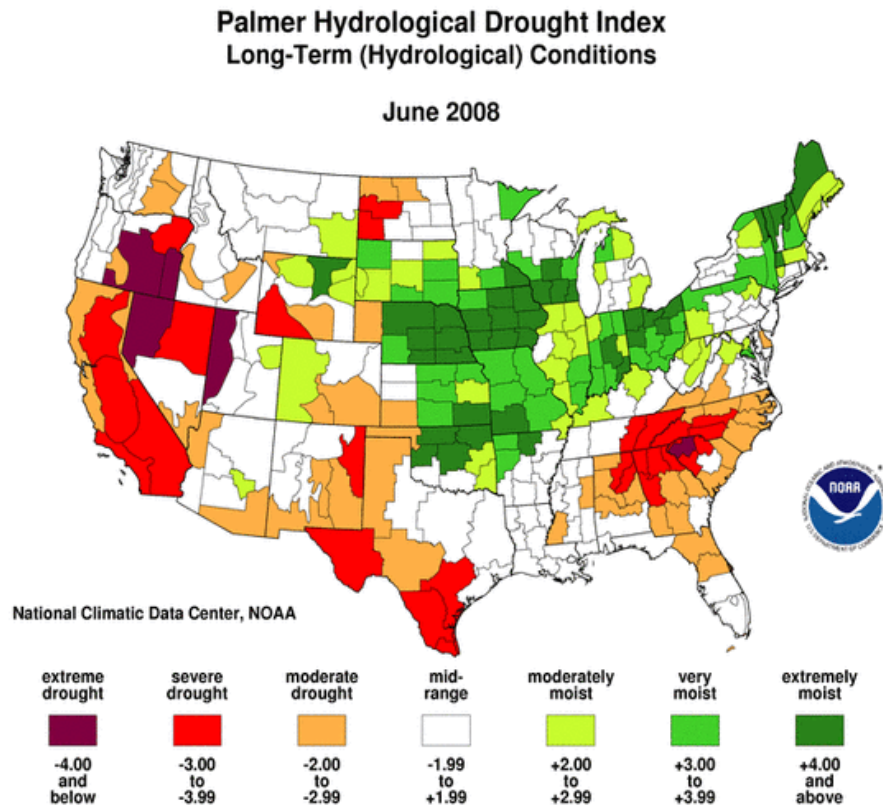 Palmer Hydrological Drought Index
Long-Term (Hydrological) Conditions
June 2008
NOAA
National Climatic Data Center, NOAA
extreme drought
severe drought
moderate drought
mid-range
moderately moist
very moist
extremely moist
-4.00 and below
-3.00 to -3.99
-2.00 to -2.99
-1.99 to +1.99
+2.00 to +2.99
+3.00 to +3.99
+4.00 and above